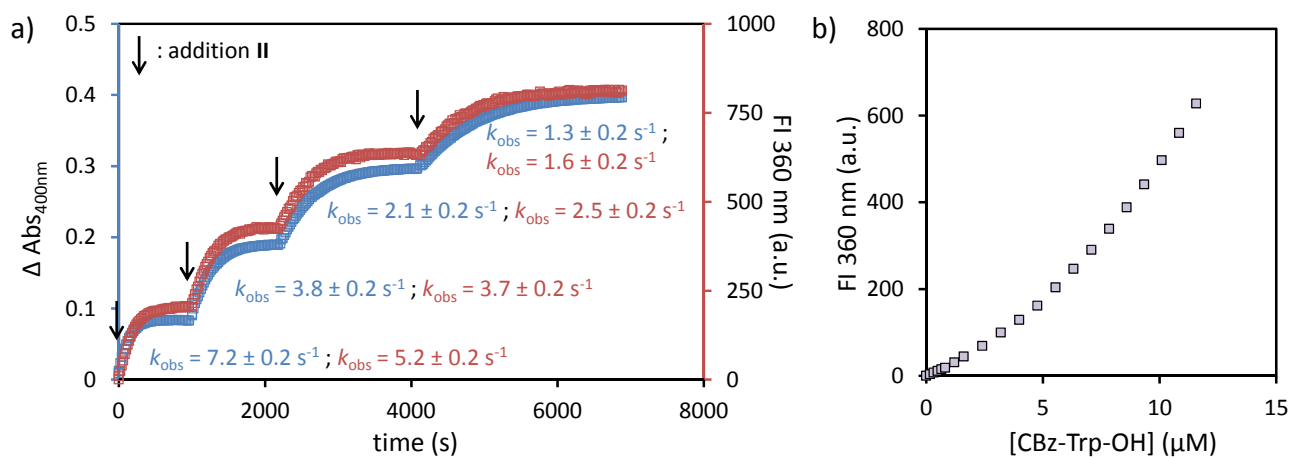 a)
↓ : addition II
Δ Abs400nm
0.5
0.4
0.3
0.2
0.1
0
1000
750
500
250
0
FI 360 nm (a.u.)
kobs = 1.3 ± 0.2 s-1 ;
kobs = 1.6 ± 0.2 s-1
kobs = 2.1 ± 0.2 s-1 ; kobs = 2.5 ± 0.2 s-1
kobs = 3.8 ± 0.2 s-1 ; kobs = 3.7 ± 0.2 s-1
kobs = 7.2 ± 0.2 s-1 ; kobs = 5.2 ± 0.2 s-1
0 2000 4000 6000 8000
time (s)
b)
FI 360 nm (a.u.)
800
600
400
200
0
0 5 10 15
[CBz-Trp-OH] (μM)